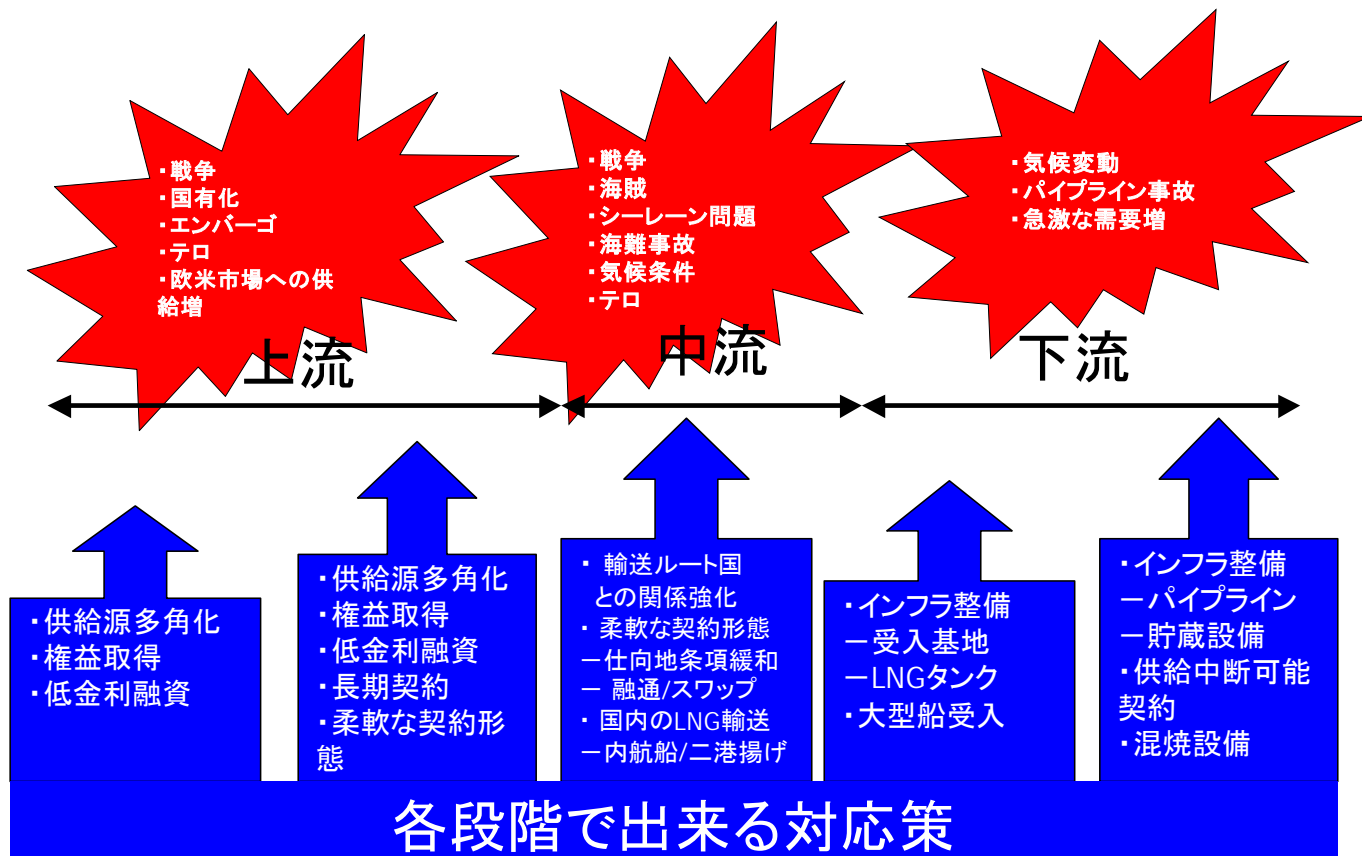 ・戦争
・国有化
・エンバーゴ
・テロ
・欧米市場への供
給増
・戦争
・海賊
・シーレーン問題
・海難事故
・気候条件
・テロ
・気候変動
・パイプライン事故
・急激な需要増
上流
中流
下流
・供給源多角化
・権益取得
・低金利融資
・供給源多角化
・権益取得
・低金利融資
・長期契約
・柔軟な契約形
態
・ 輸送ルート国
との関係強化
・ 柔軟な契約形態
－仕向地条項緩和
－ 融通/スワップ
・ 国内のLNG輸送
－内航船/二港揚げ
・インフラ整備
－受入基地
－LNGタンク
・大型船受入
・インフラ整備
－パイプライン
－貯蔵設備
・供給中断可能
契約
・混焼設備
各段階で出来る対応策